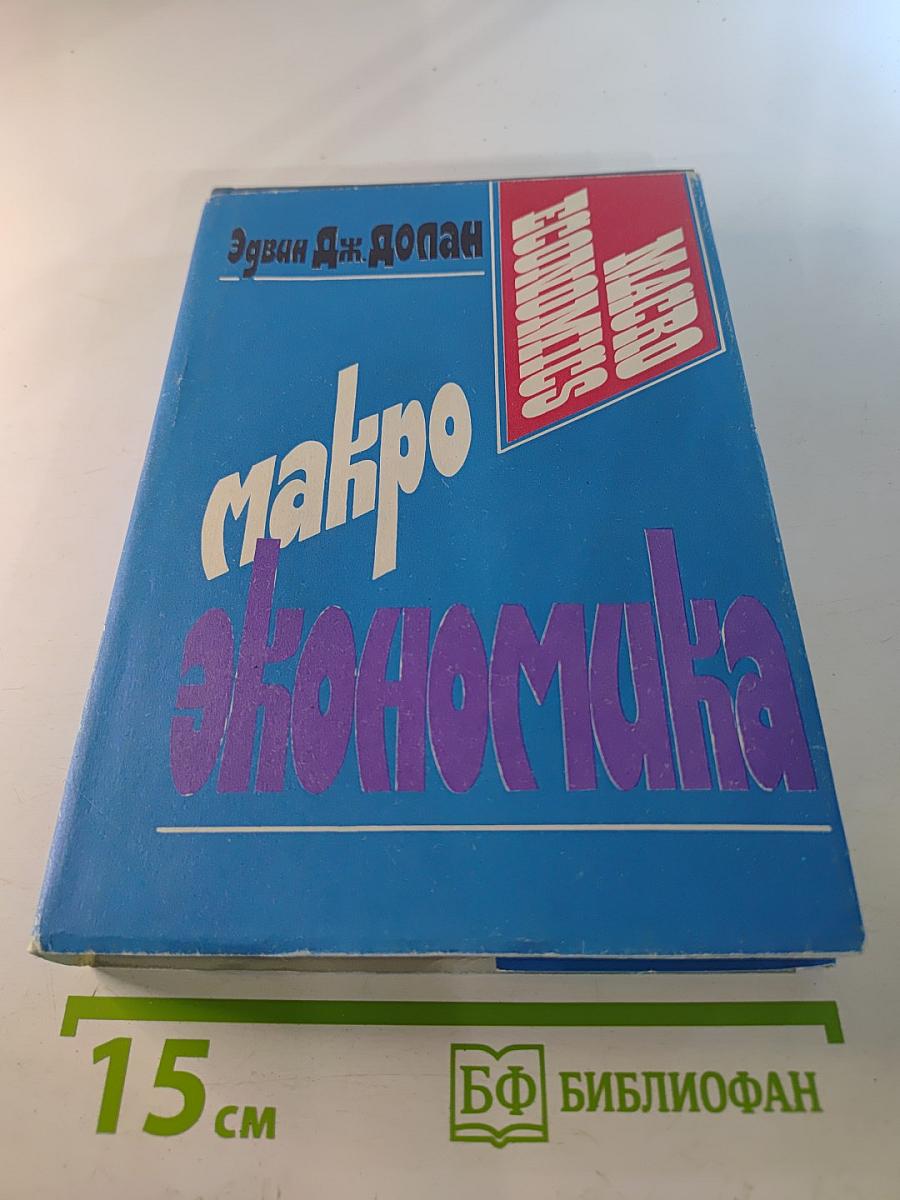 Эдвин Дж. Долан
MACRO
ECONOMICS
макро
экономика
15 см
БФ БИБЛИОФАН